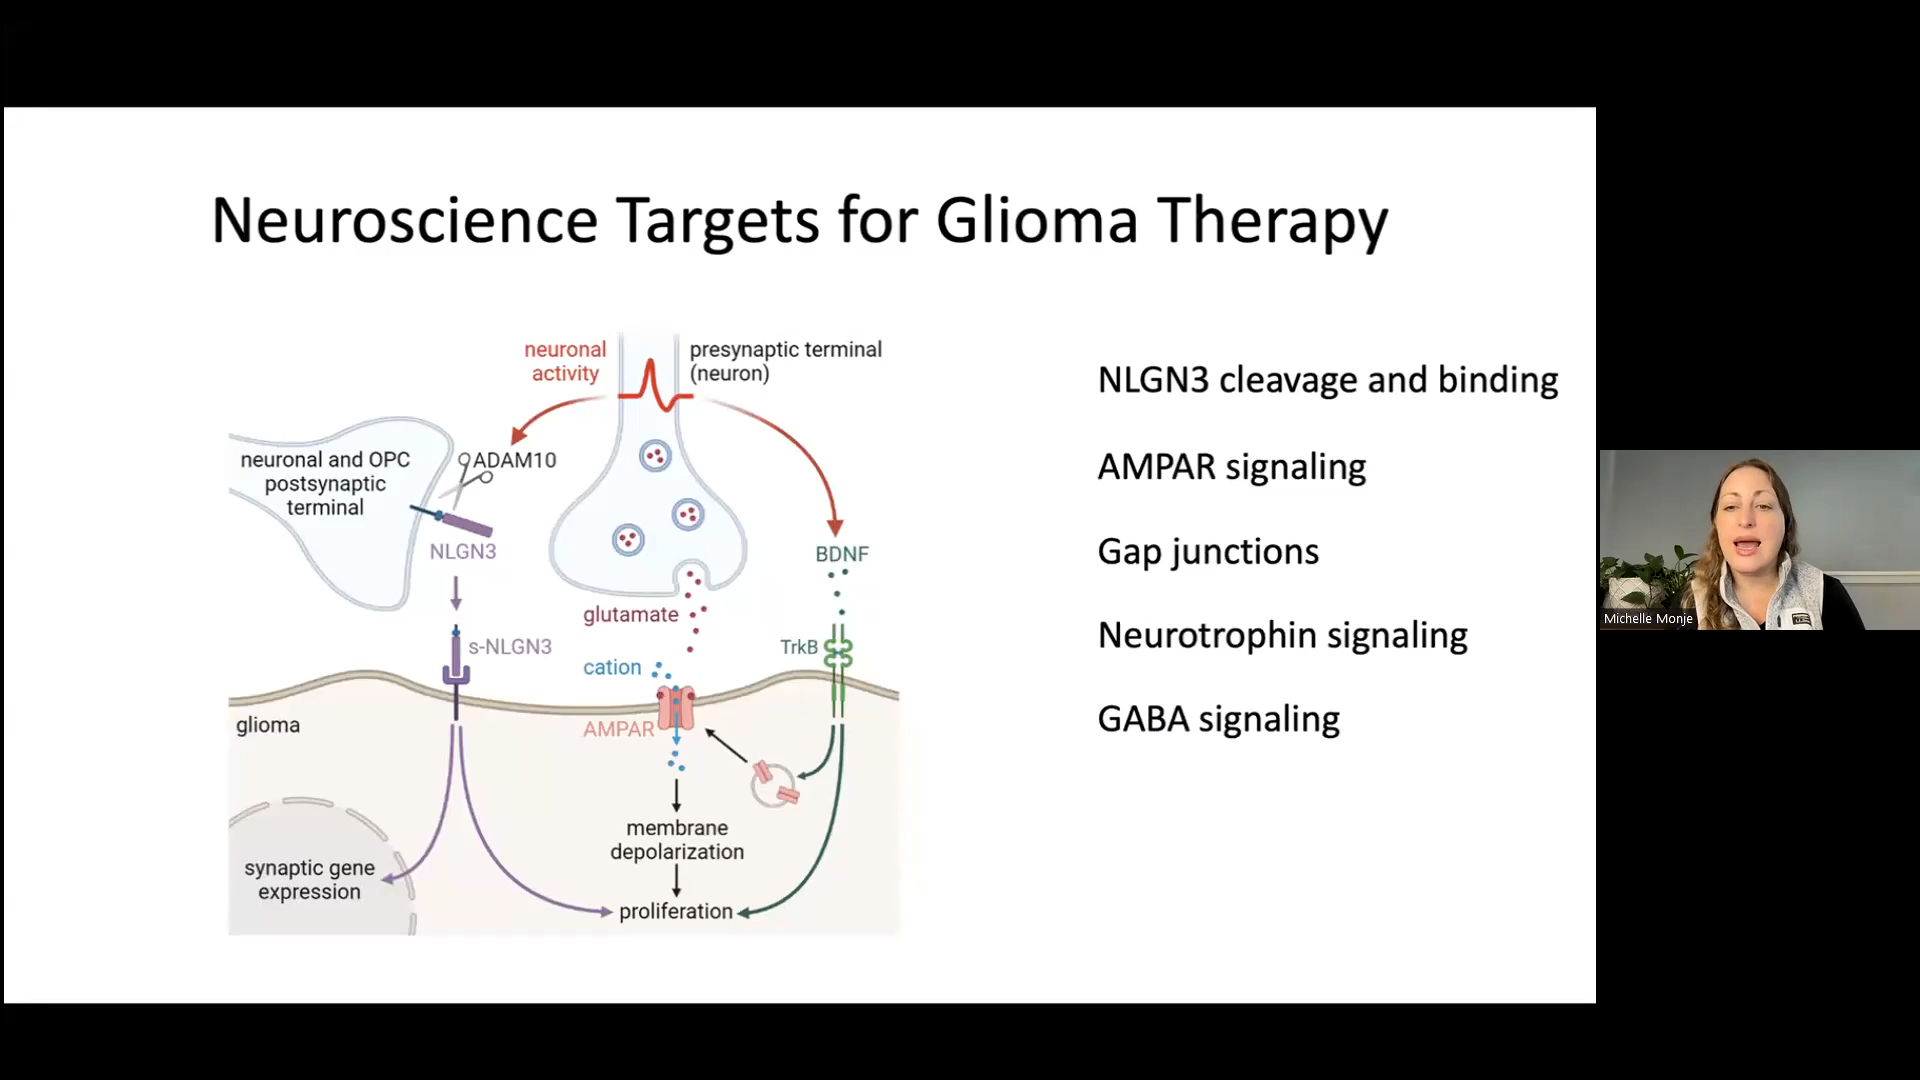 Neuroscience Targets for Glioma Therapy
neuronal
activity
presynaptic terminal
(neuron)
neuronal and OPC
postsynaptic
terminal
ADAM10
NLGN3
BDNF
glutamate
s-NLGN3
cation
TrkB
AMPAR
glioma
membrane
depolarization
synaptic gene
expression
proliferation
NLGN3 cleavage and binding
AMPAR signaling
Gap junctions
Neurotrophin signaling
GABA signaling
Michelle Monje